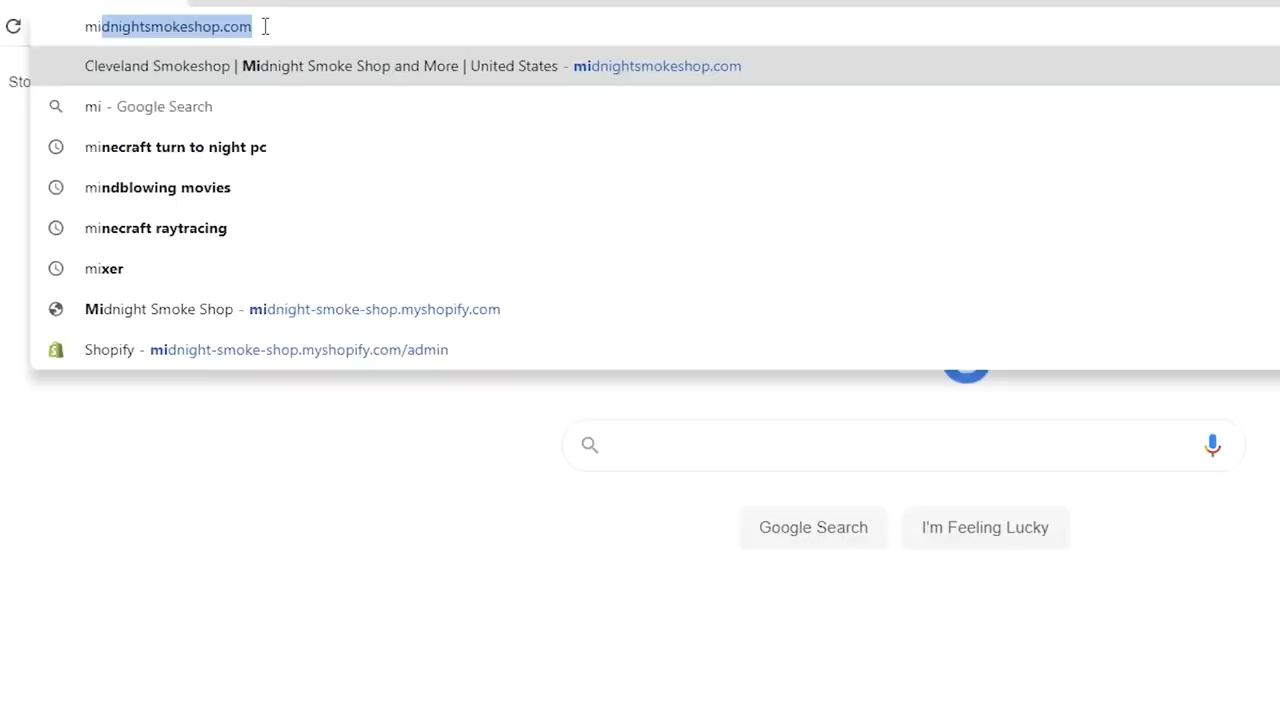 midnightsmokeshop.com
Sto
Cleveland Smokeshop | Midnight Smoke Shop and More | United States - midnightsmokeshop.com
mi - Google Search
minecraft turn to night pc
mindblowing movies
minecraft raytracing
mixer
Midnight Smoke Shop - midnight-smoke-shop.myshopify.com
Shopify - midnight-smoke-shop.myshopify.com/admin
Google Search
I'm Feeling Lucky